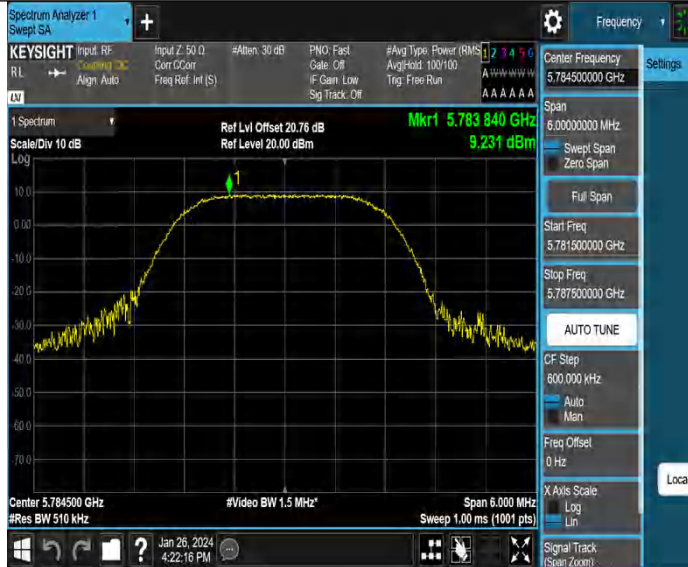 Spectrum Analyzer 1
Swept SA
+
Frequency
KEYSIGHT
Input: RF
Coupling: DC
Align: Auto
Input Z: 50 Ω
Corr CCorr
Freq Ref: Int (S)
#Atten: 30 dB
PNO: Fast
Gate: Off
IF Gain: Low
Sig Track: Off
#Avg Type: Power (RMS
Avg|Hold: 100/100
Trig: Free Run
1 2 3 4 5 6
A W W W W W
A A A A A A
RL
LXI
1 Spectrum
Scale/Div 10 dB
Ref Lvl Offset 20.76 dB
Ref Level 20.00 dBm
Mkr1 5.783 840 GHz
9.231 dBm
Log
1
10.0
0.00
-10.0
-20.0
-30.0
-40.0
-50.0
-60.0
-70.0
Center 5.784500 GHz
#Res BW 510 kHz
#Video BW 1.5 MHz*
Span 6.000 MHz
Sweep 1.00 ms (1001 pts)
?
Jan 26, 2024
4:22:16 PM
Center Frequency
5.784500000 GHz
Settings
Span
6.00000000 MHz
Swept Span
Zero Span
Full Span
Start Freq
5.781500000 GHz
Stop Freq
5.787500000 GHz
AUTO TUNE
CF Step
600.000 kHz
Auto
Man
Freq Offset
0 Hz
X Axis Scale
Log
Lin
Loca
Signal Track
(Span Zoom)